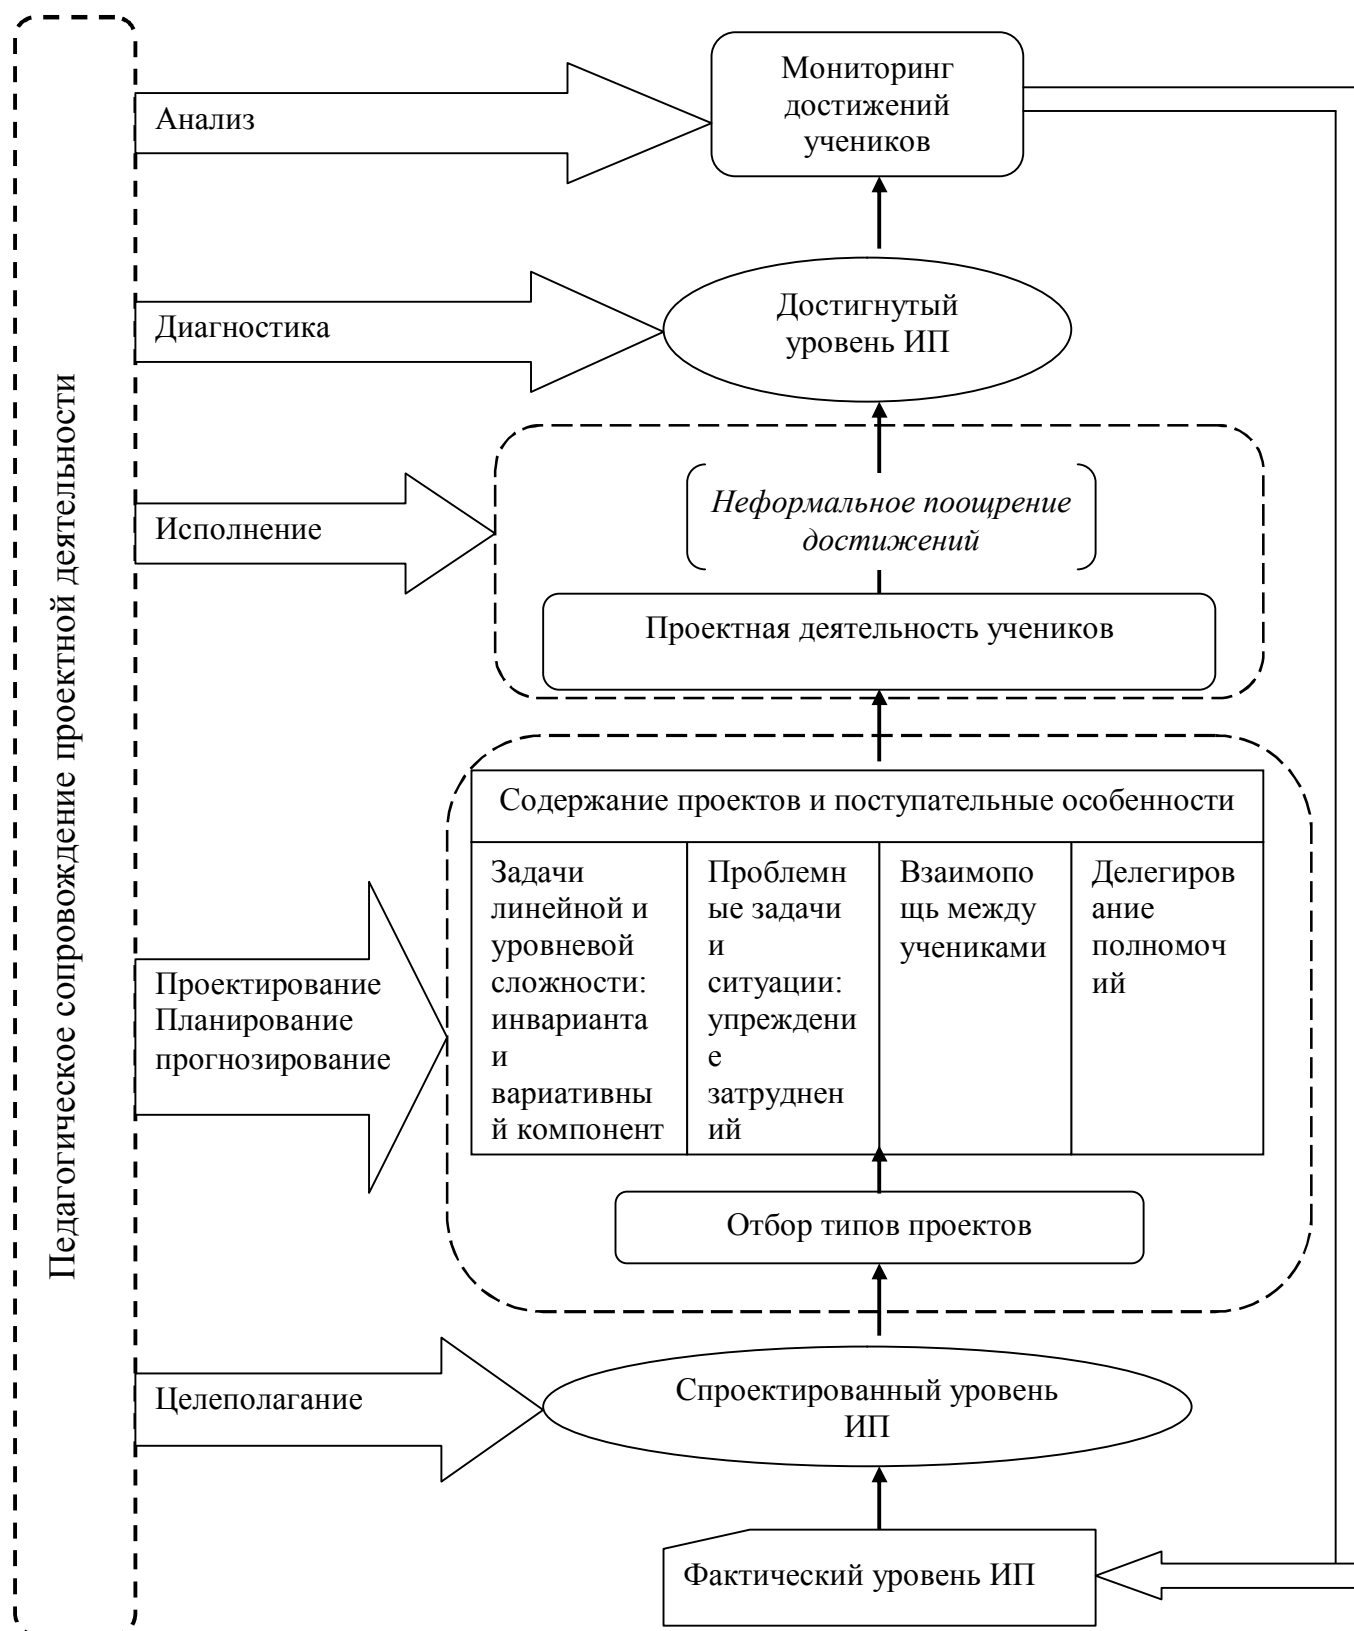 Педагогическое сопровождение проектной деятельности
Анализ
Мониторинг
достижений
учеников
Диагностика
Достигнутый
уровень ИП
Исполнение
Неформальное поощрение
достижений
Проектная деятельность учеников
Проектирование
Планирование
прогнозирование
Содержание проектов и поступательные особенности
Задачи
линейной и
уровневой
сложности:
инварианта
и
вариативны
й компонент
Проблемн
ые задачи
и
ситуации:
упреждени
е
затруднен
ий
Взаимопо
щь между
учениками
Делегиров
ание
полномоч
ий
Отбор типов проектов
Целеполагание
Спроектированный уровень
ИП
Фактический уровень ИП